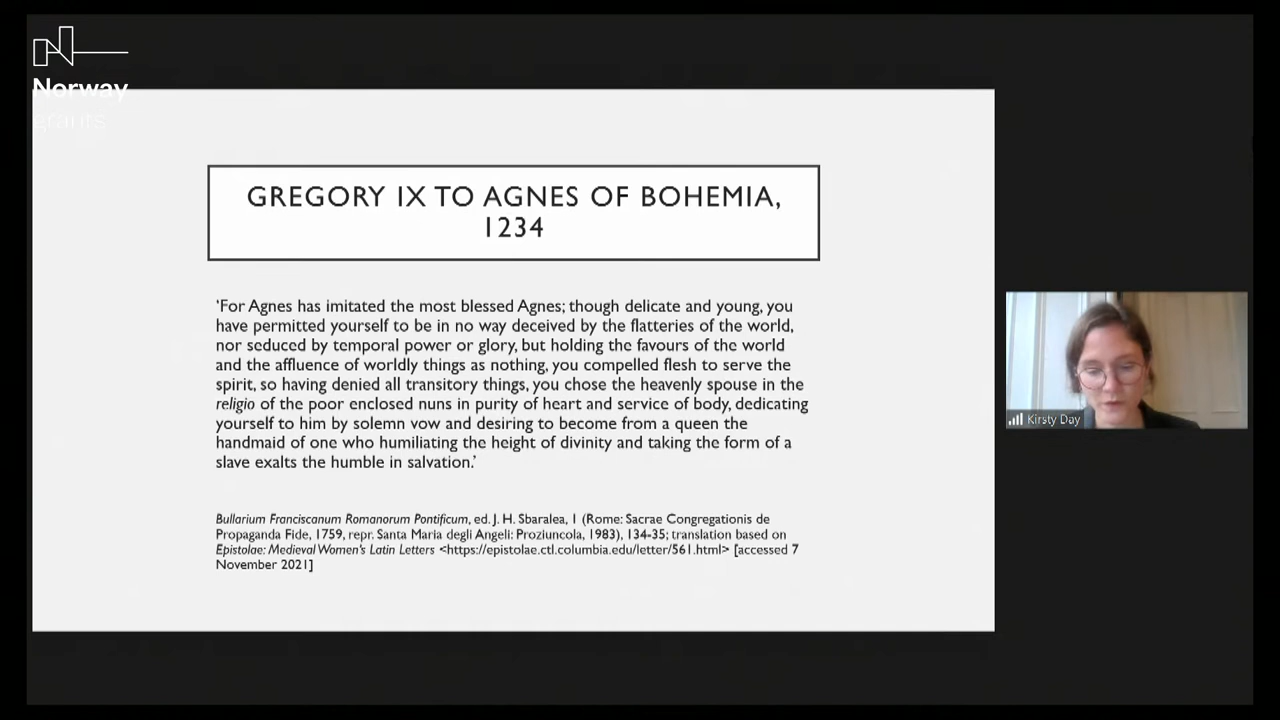 Norway
grants
GREGORY IX TO AGNES OF BOHEMIA,
1234
‘For Agnes has imitated the most blessed Agnes; though delicate and young, you
have permitted yourself to be in no way deceived by the flatteries of the world,
nor seduced by temporal power or glory, but holding the favours of the world
and the affluence of worldly things as nothing, you compelled flesh to serve the
spirit, so having denied all transitory things, you chose the heavenly spouse in the
religio of the poor enclosed nuns in purity of heart and service of body, dedicating
yourself to him by solemn vow and desiring to become from a queen the
handmaid of one who humiliating the height of divinity and taking the form of a
slave exalts the humble in salvation.’
Bullarium Franciscanum Romanorum Pontificum, ed. J. H. Sbaralea, 1 (Rome: Sacrae Congregationis de
Propaganda Fide, 1759, repr. Santa Maria degli Angeli: Proziuncola, 1983), 134-35; translation based on
Epistolae: Medieval Women's Latin Letters <https://epistolae.ctl.columbia.edu/letter/561.html> [accessed 7
November 2021]
Kirsty Day